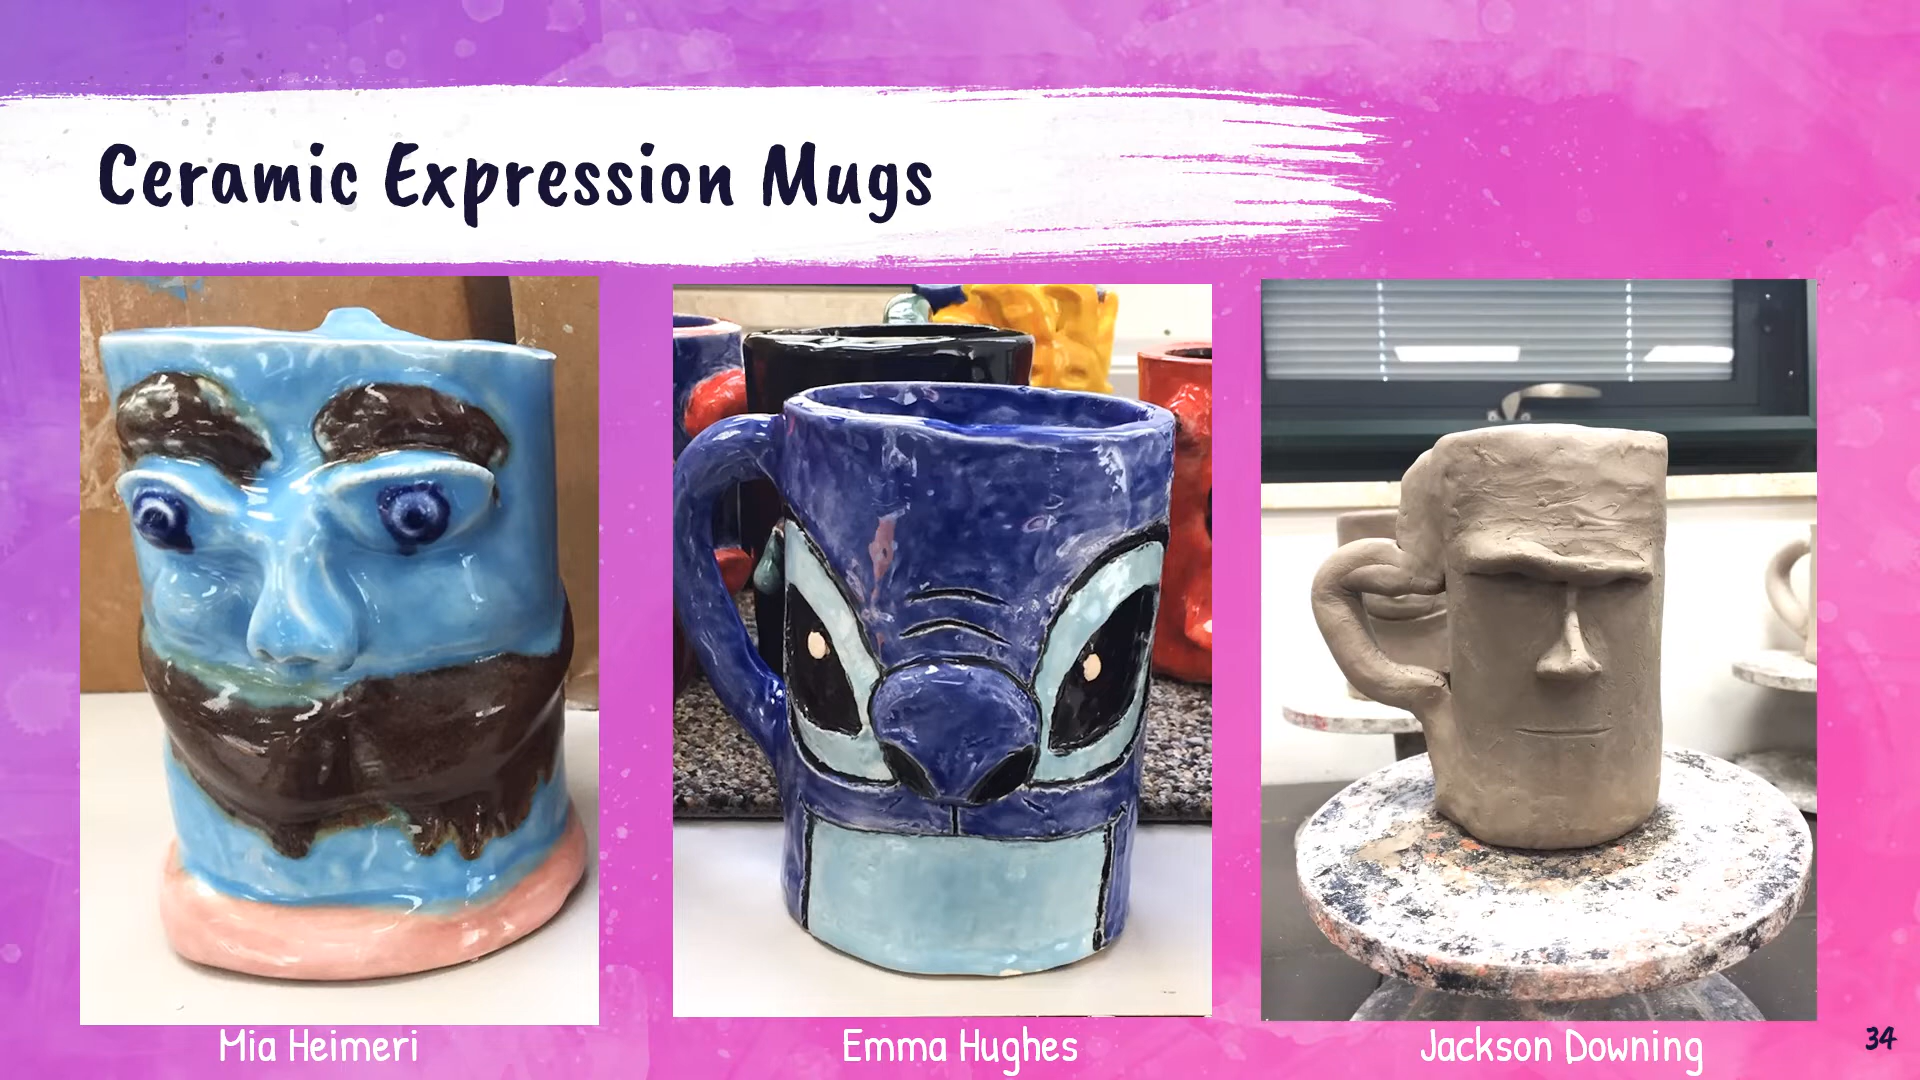 Ceramic Expression Mugs
Mia Heimeri
Emma Hughes
Jackson Downing
34